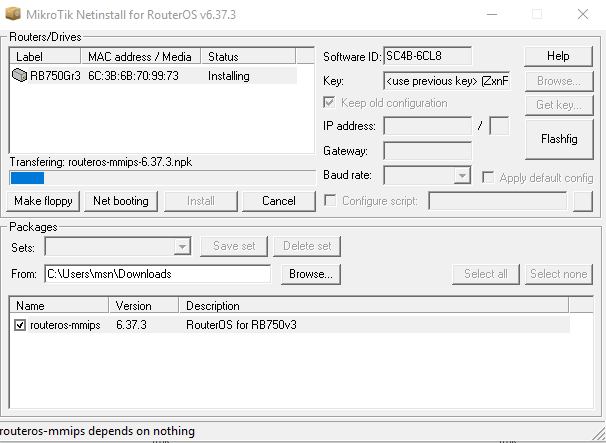 MikroTik Netinstall for RouterOS v6.37.3
Routers/Drives
Label MAC address / Media Status
RB750Gr3 6C:3B:6B:70:99:73 Installing
Software ID: SC4B-6CL8 Help
Key: <use previous key> (ZxnF Browse...
Keep old configuration Get key...
IP address: / Flashfig
Gateway:
Transfering: routeros-mmips-6.37.3.npk
Baud rate: Apply default config
Make floppy Net booting Install Cancel Configure script:
Packages
Sets: Save set Delete set
From: C:\Users\msn\Downloads Browse... Select all Select none
Name Version Description
routeros-mmips 6.37.3 RouterOS for RB750v3
routeros-mmips depends on nothing